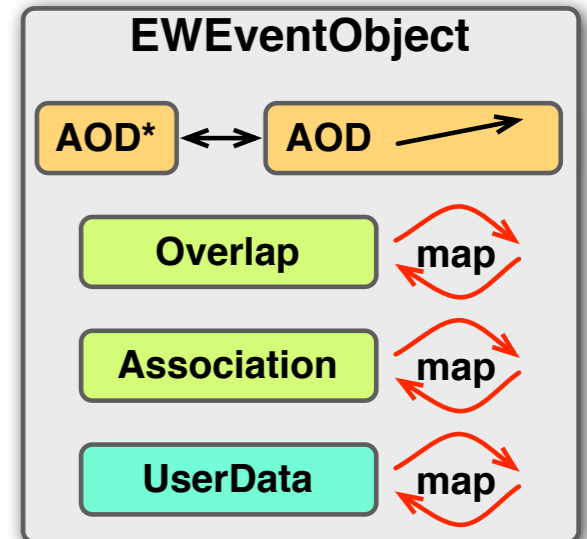 EWEventObject
AOD* AOD
Overlap map
Association map
UserData map